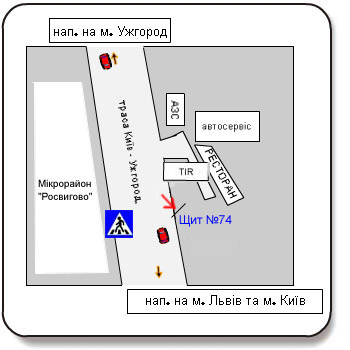 нап. на м. Ужгород
АЗС
автосервіс
траса Київ - Ужгород
РЕСТОРАН
TIR
Мікрорайон
"Росвигово"
Щит №74
нап. на м. Львів та м. Київ